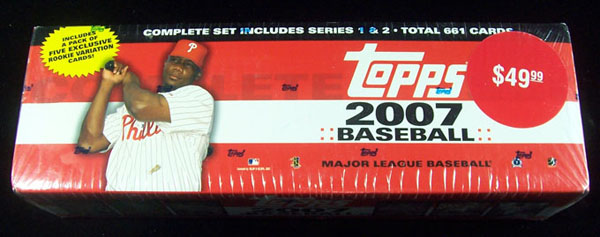 COMPLETE SET INCLUDES SERIES 1 & 2 • TOTAL 661 CARDS
INCLUDES
A PACK OF
FIVE EXCLUSIVE
ROOKIE VARIATION
CARDS!
topps
$49.99
2007
BASEBALL
Phillies
MAJOR LEAGUE BASEBALL